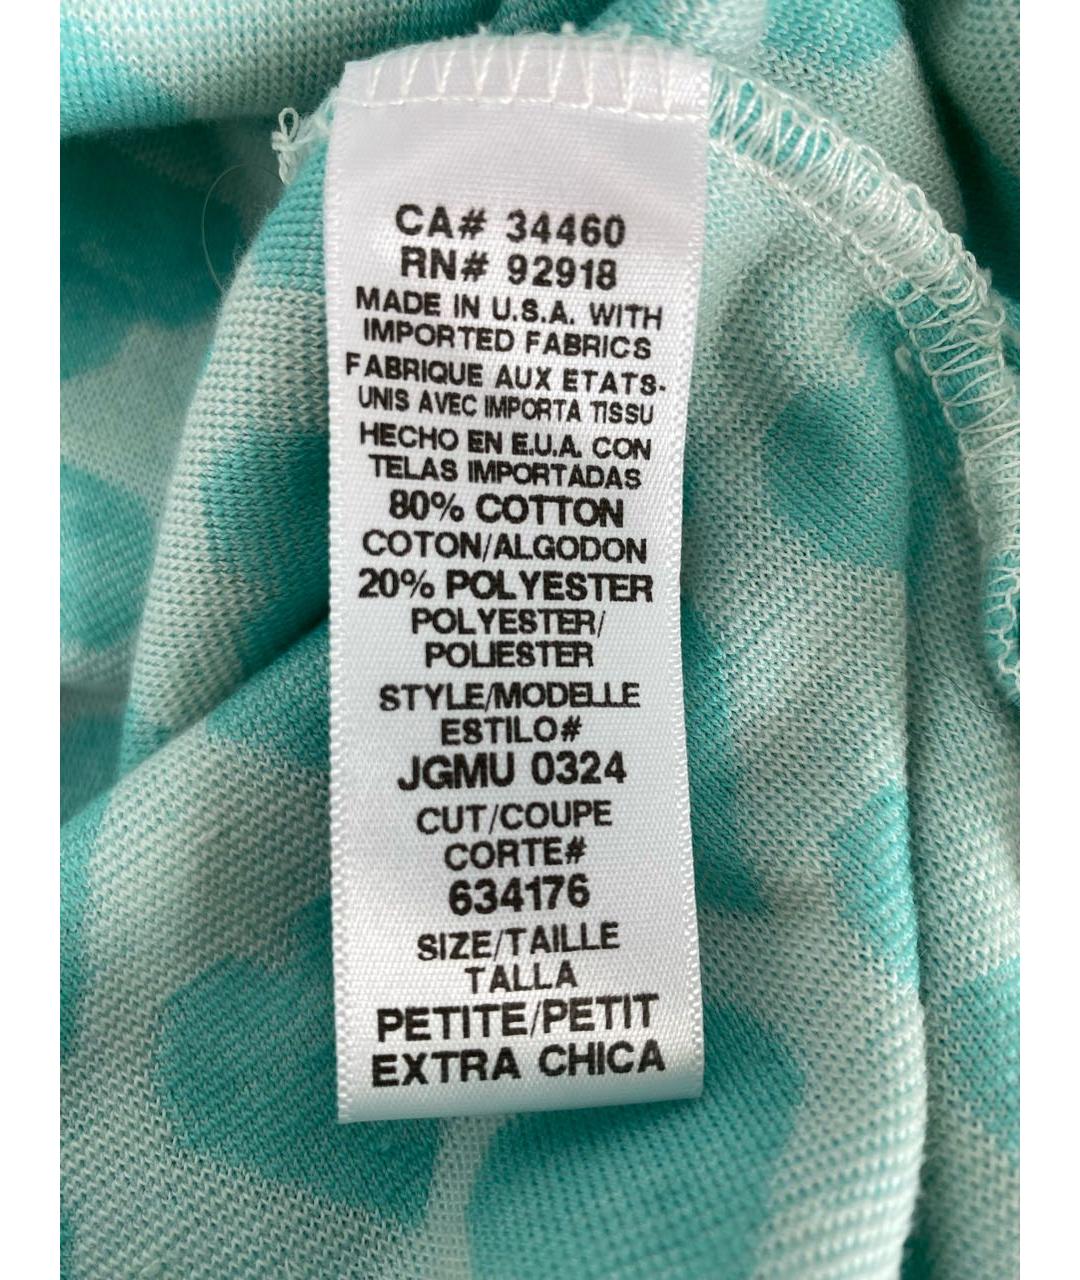 CA# 34460
RN# 92918
MADE IN U.S.A. WITH
IMPORTED FABRICS
FABRIQUE AUX ETATS-
UNIS AVEC IMPORTA TISSU
HECHO EN E.U.A. CON
TELAS IMPORTADAS
80% COTTON
COTON/ALGODON
20% POLYESTER
POLYESTER/
POLIESTER
STYLE/MODELLE
ESTILO#
JGMU 0324
CUT/COUPE
CORTE#
634176
SIZE/TAILLE
TALLA
PETITE/PETIT
EXTRA CHICA